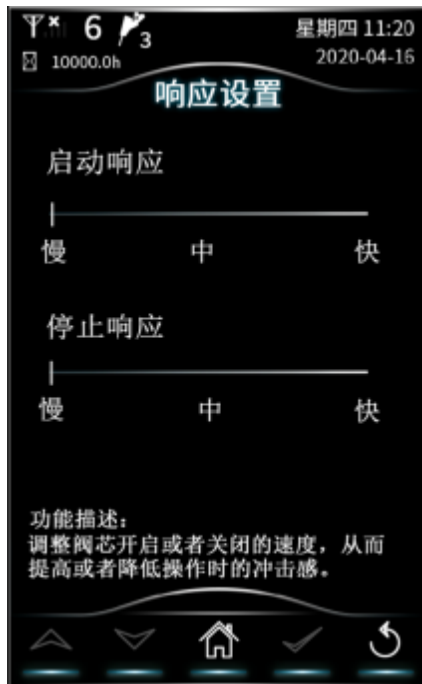 6 3
星期四 11:20
10000.0h
2020-04-16
响应设置
启动响应
慢 中 快
停止响应
慢 中 快
功能描述:
调整阀芯开启或者关闭的速度,从而
提高或者降低操作时的冲击感。